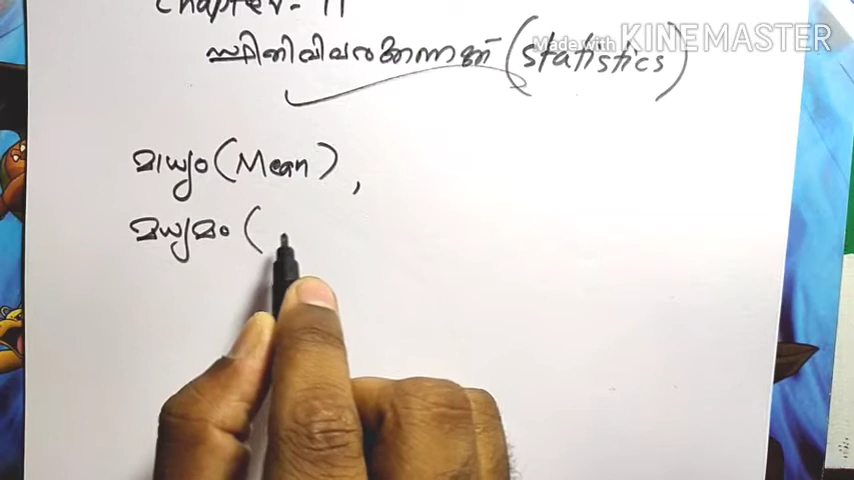 Chapter - 11
സ്ഥിതിവിവരക്കണക്ക് (Statistics)
മാധ്യം (Mean),
മധ്യമം (
Made with KINEMASTER